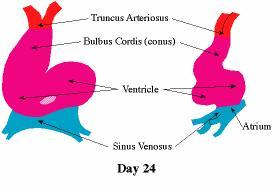 Truncus Arteriosus
Bulbus Cordis (conus)
Ventricle
Sinus Venosus
Atrium
Day 24